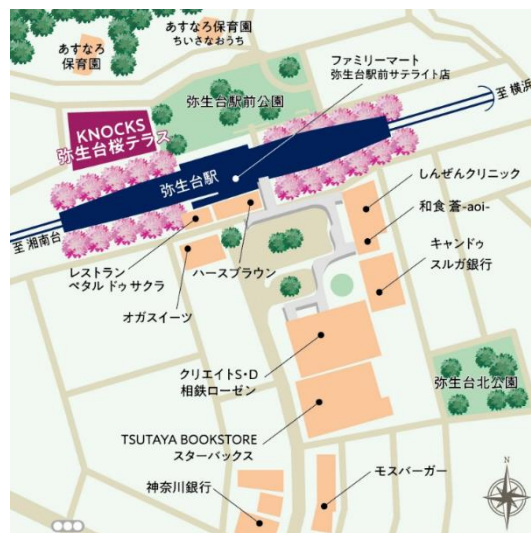 あすなろ
保育園
あすなろ保育園
ちいさなおうち
ファミリーマート
弥生台駅前サテライト店
至 横浜
弥生台駅前公園
KNOCKS
弥生台桜テラス
弥生台駅
至 湘南台
しんぜんクリニック
和食 蒼-aoi-
キャンドゥ
スルガ銀行
レストラン
ペタル ドゥ サクラ
ハースブラウン
オガスイーツ
クリエイトS・D
相鉄ローゼン
弥生台北公園
TSUTAYA BOOKSTORE
スターバックス
神奈川銀行
モスバーガー
N